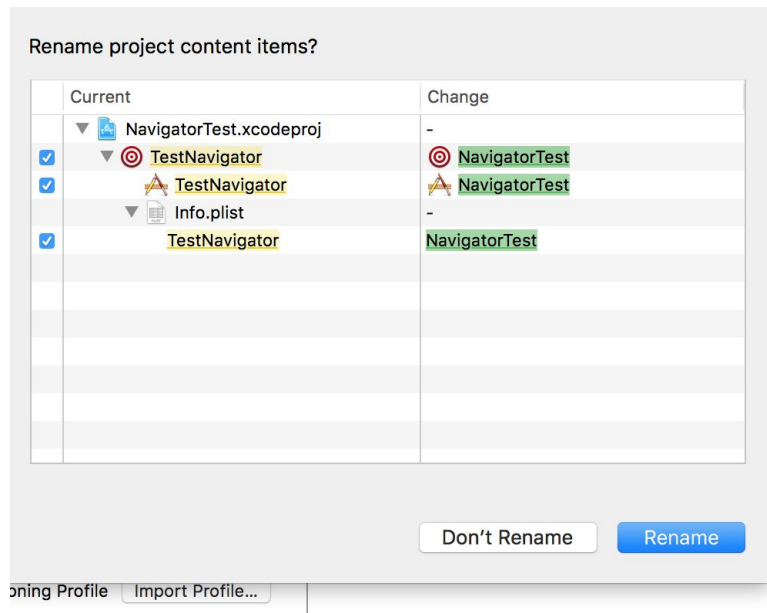 Rename project content items?
Current Change
NavigatorTest.xcodeproj -
TestNavigator NavigatorTest
TestNavigator NavigatorTest
Info.plist -
TestNavigator NavigatorTest
Don’t Rename Rename
oning Profile Import Profile...